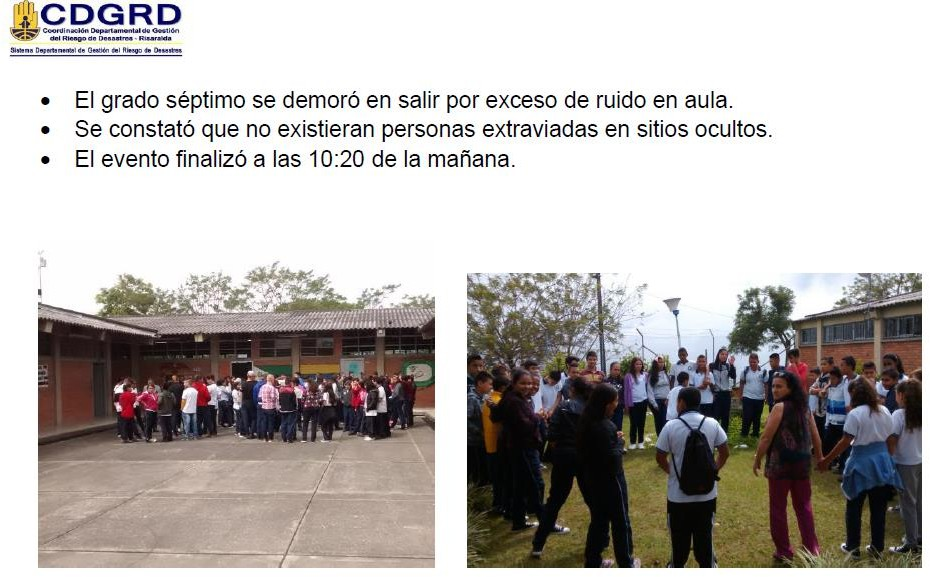 CDGRD
Coordinación Departamental de Gestión
del Riesgo de Desastres - Risaralda
Sistema Departamental de Gestión del Riesgo de Desastres
• El grado séptimo se demoró en salir por exceso de ruido en aula.
• Se constató que no existieran personas extraviadas en sitios ocultos.
• El evento finalizó a las 10:20 de la mañana.